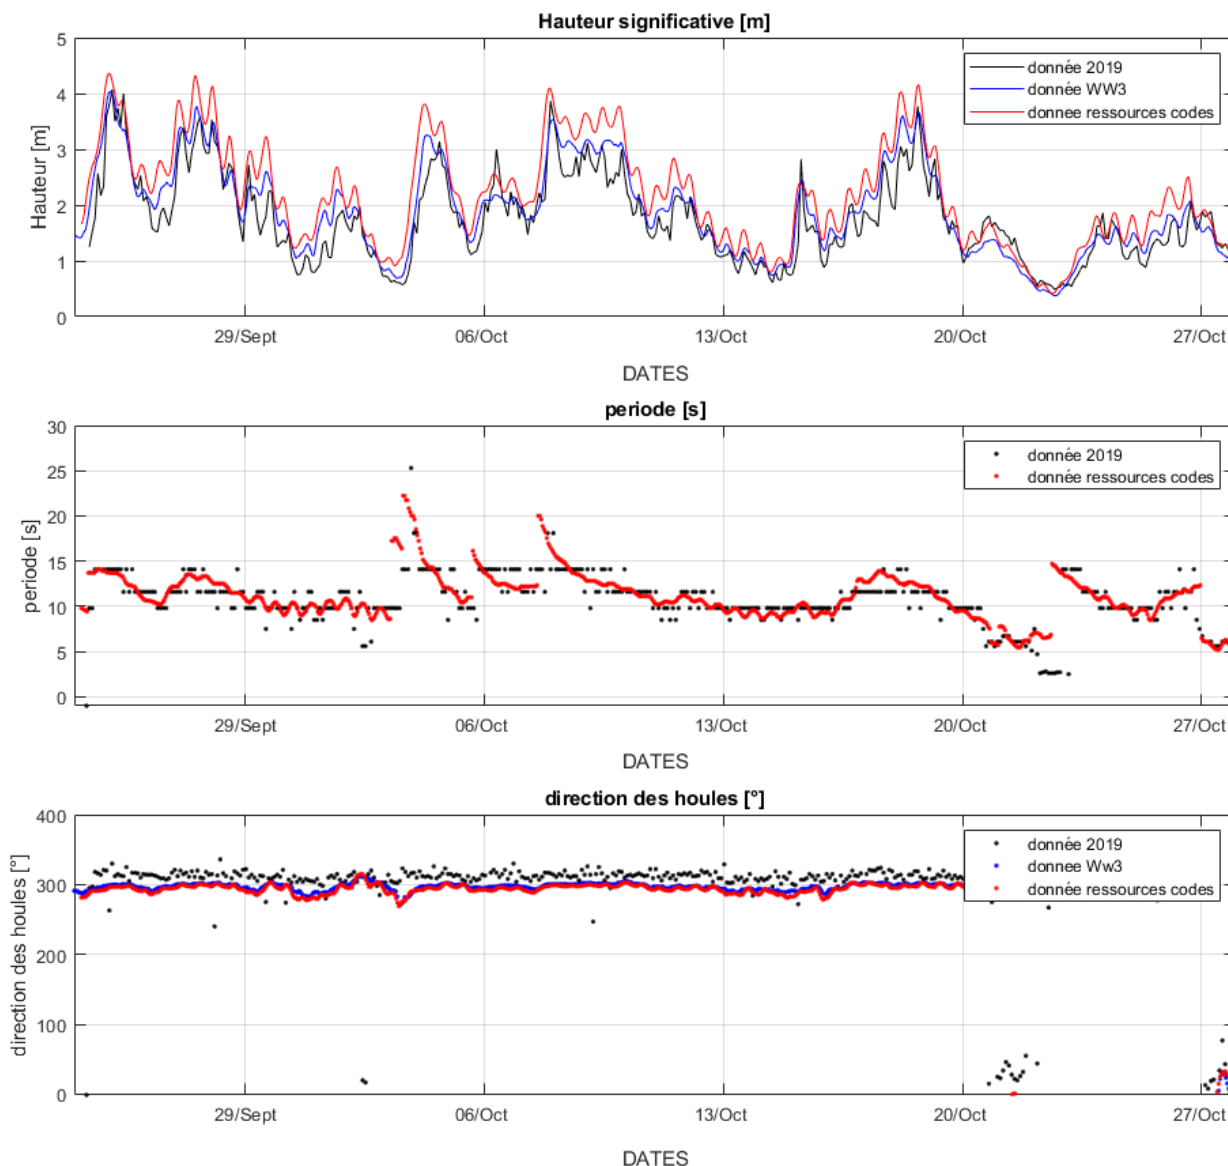 Hauteur significative [m]
5
4
3
2
1
0
Hauteur [m]
donnée 2019
donnée WW3
donnee ressources codes
29/Sept
06/Oct
13/Oct
20/Oct
27/Oct
DATES
periode [s]
30
25
20
15
10
5
0
periode [s]
donnée 2019
donnée ressources codes
29/Sept
06/Oct
13/Oct
20/Oct
27/Oct
DATES
direction des houles [°]
400
300
200
100
0
direction des houles [°]
donnée 2019
donnee Ww3
donnée ressources codes
29/Sept
06/Oct
13/Oct
20/Oct
27/Oct
DATES